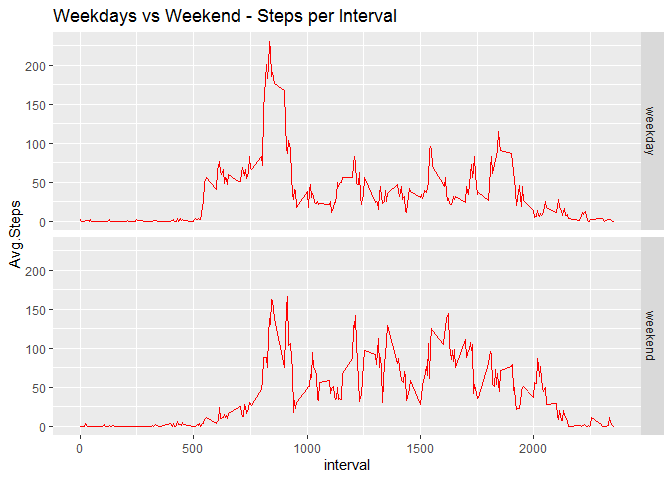 Weekdays vs Weekend - Steps per Interval
200
150
100
50
0
weekday
Avg.Steps
200
150
100
50
0
weekend
0 500 1000 1500 2000
interval